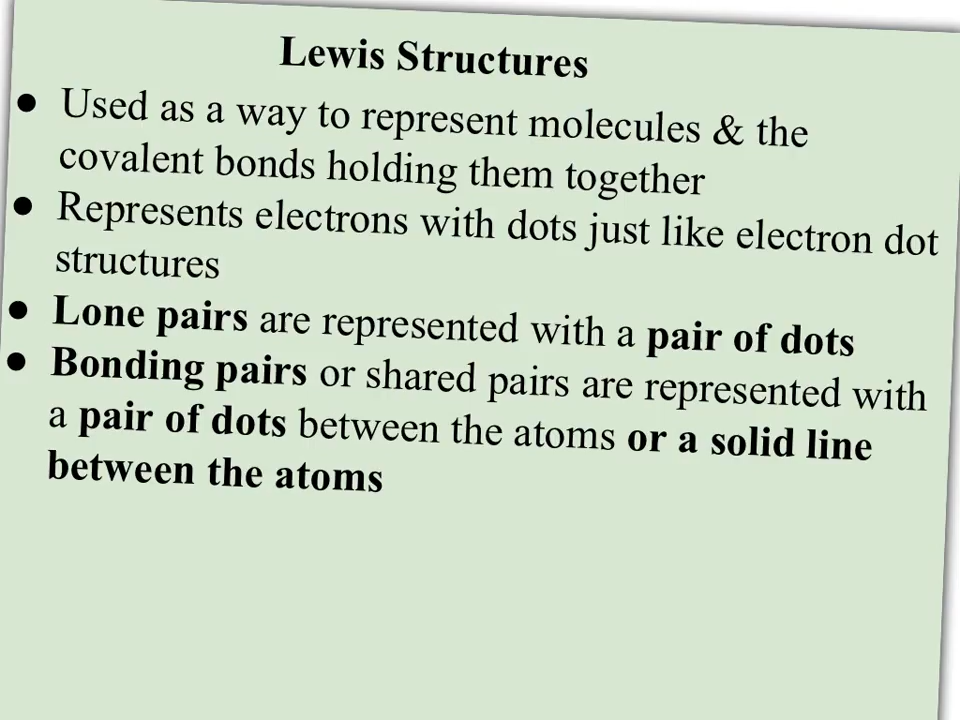 Lewis Structures
● Used as a way to represent molecules & the
covalent bonds holding them together
● Represents electrons with dots just like electron dot
structures
● Lone pairs are represented with a pair of dots
● Bonding pairs or shared pairs are represented with
a pair of dots between the atoms or a solid line
between the atoms